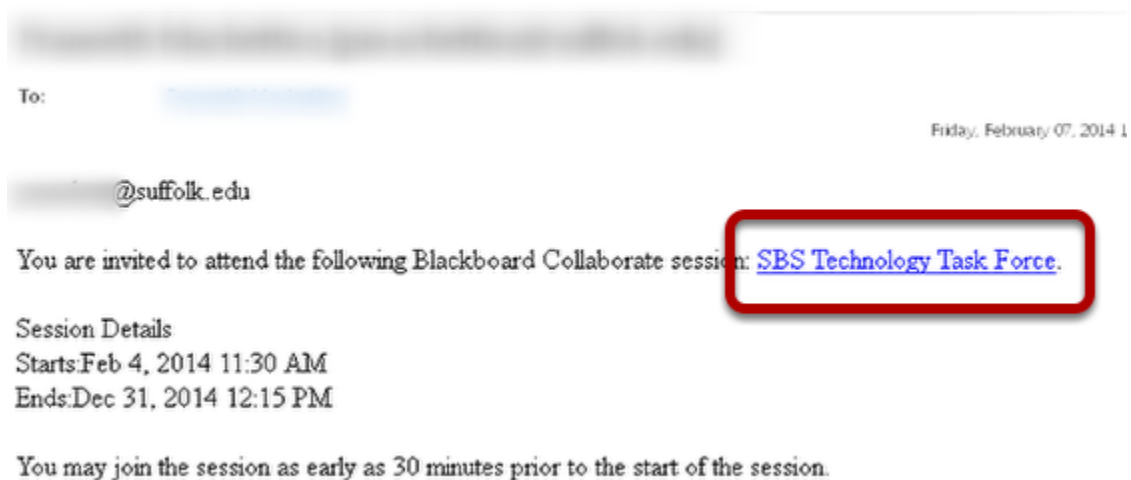 To:
Friday, February 07, 2014 1
@suffolk.edu
You are invited to attend the following Blackboard Collaborate session: SBS Technology Task Force.
Session Details
Starts:Feb 4, 2014 11:30 AM
Ends:Dec 31, 2014 12:15 PM
You may join the session as early as 30 minutes prior to the start of the session.